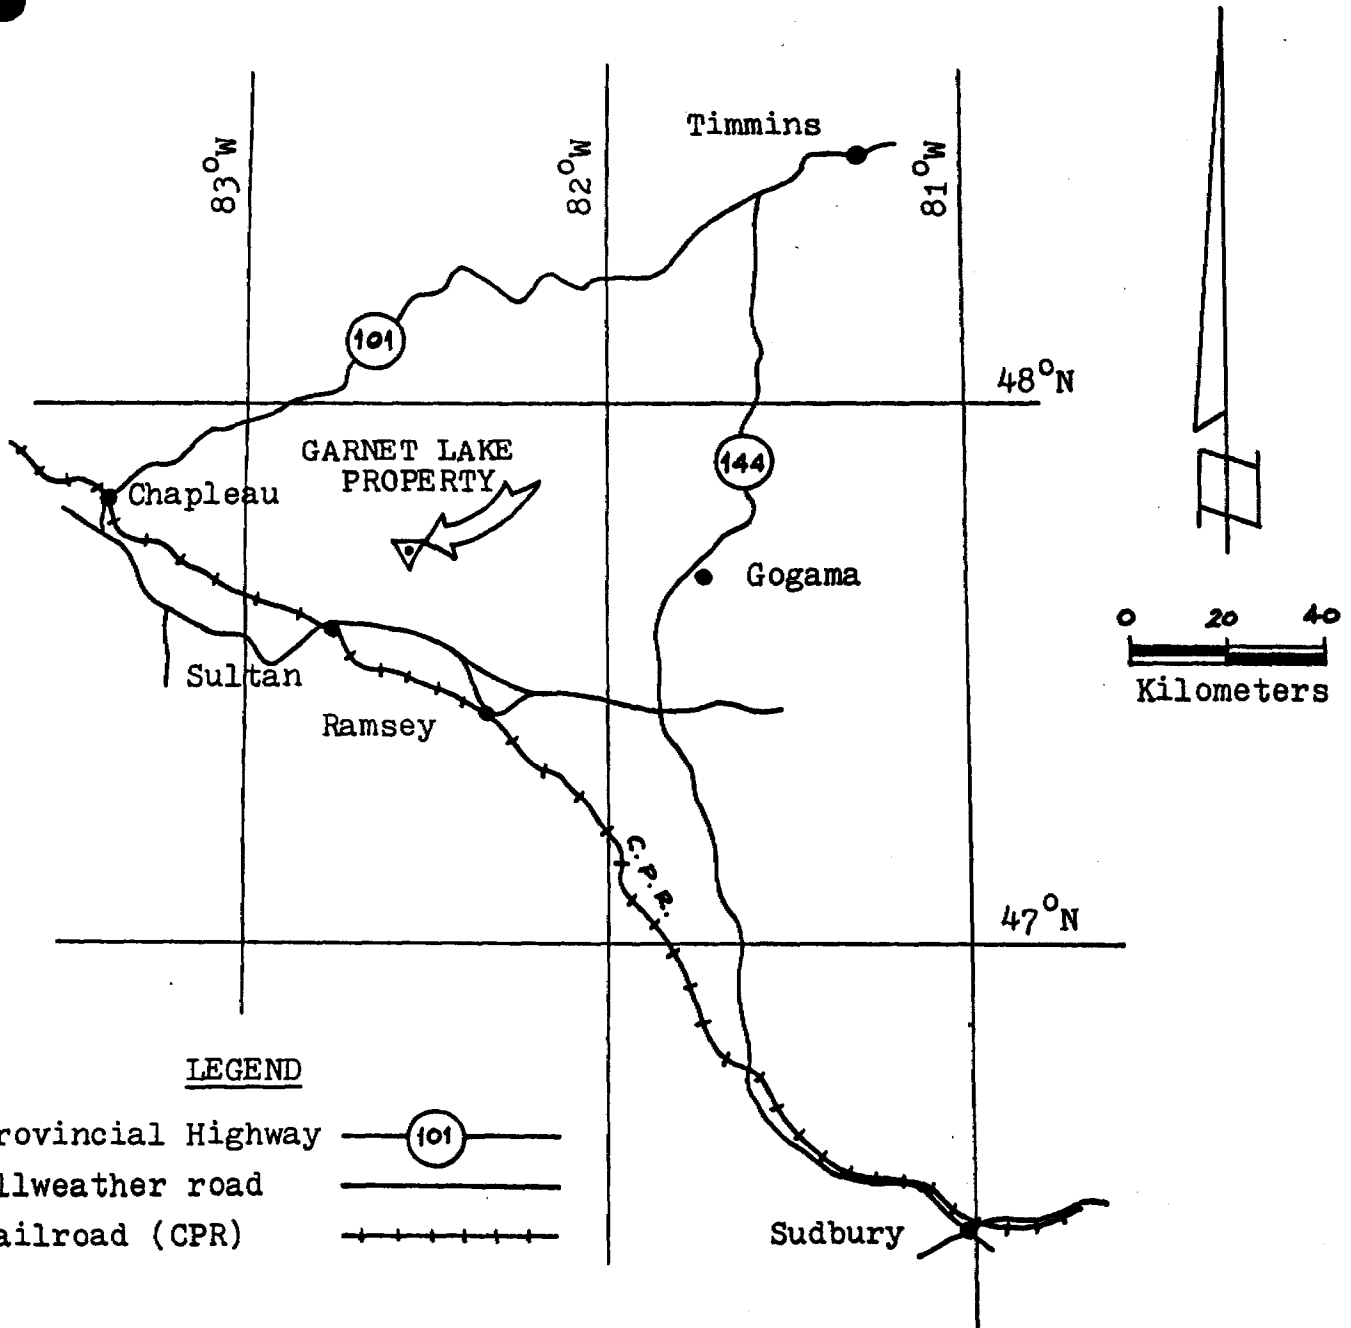 Timmins
83°W
82°W
81°W
101
48°N
GARNET LAKE
PROPERTY
144
Chapleau
Gogama
0 20 40
Kilometers
Sultan
Ramsey
C.P.R.
47°N
LEGEND
rovincial Highway 101
llweather road
ailroad (CPR)
Sudbury